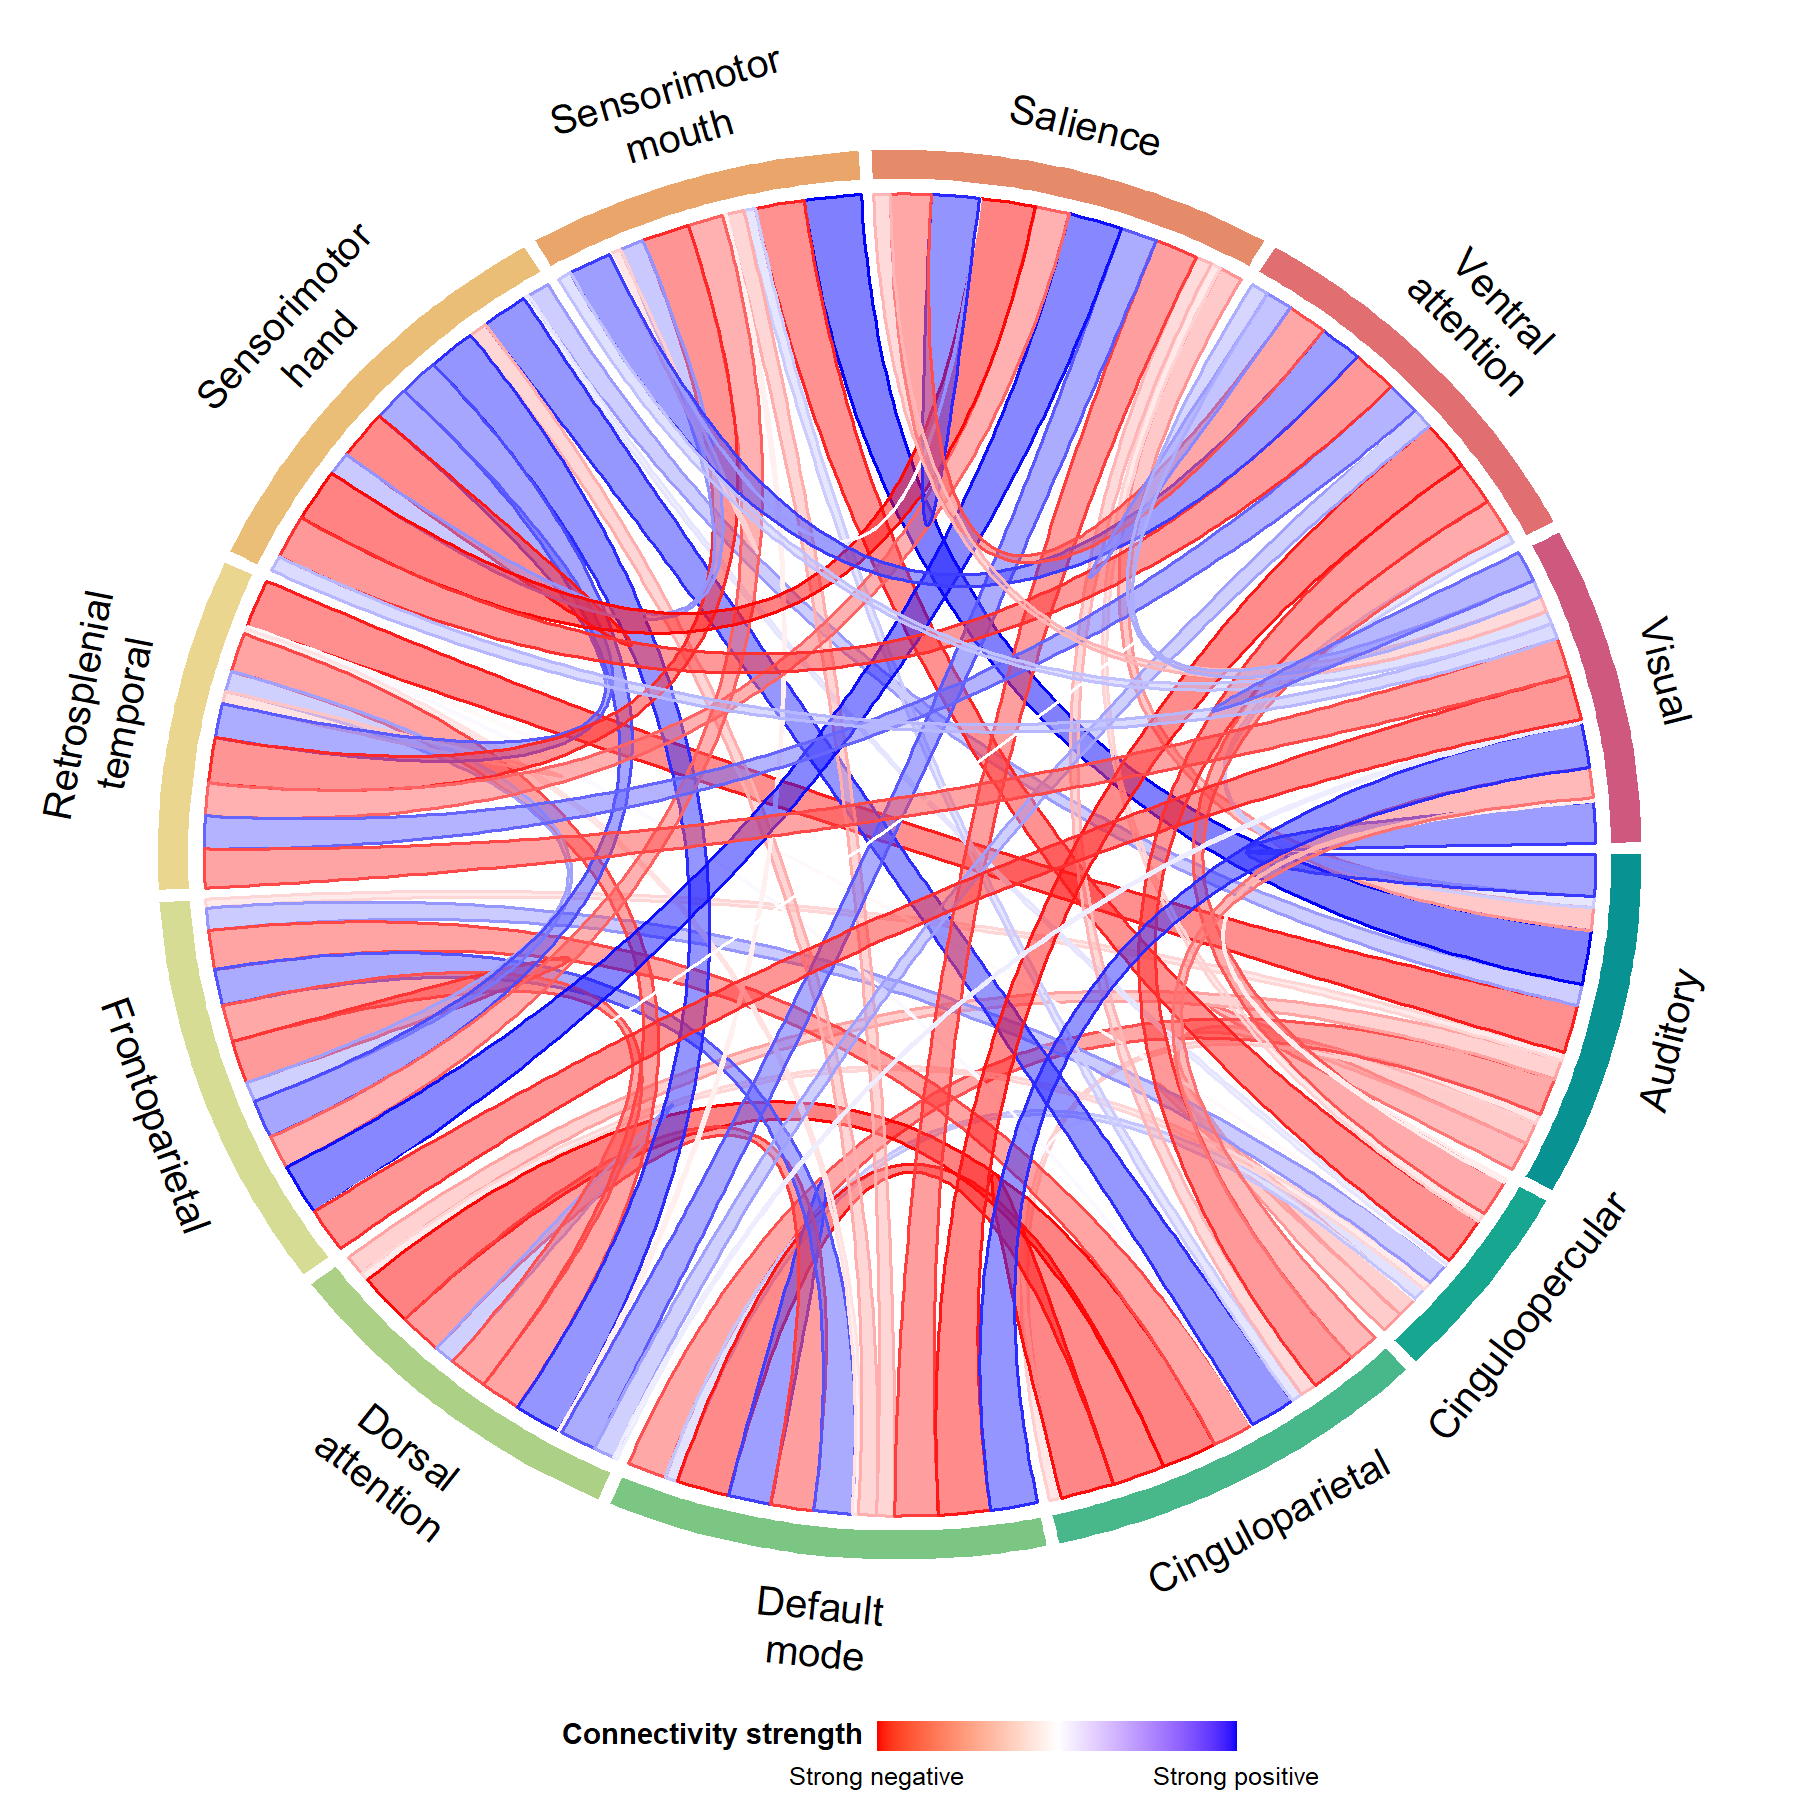 Sensorimotor
mouth
Salience
Ventral
attention
Visual
Auditory
Cinguloopercular
Cinguloparietal
Default
mode
Dorsal
attention
Frontoparietal
Retrosplenial
temporal
Sensorimotor
hand
Connectivity strength
Strong negative
Strong positive